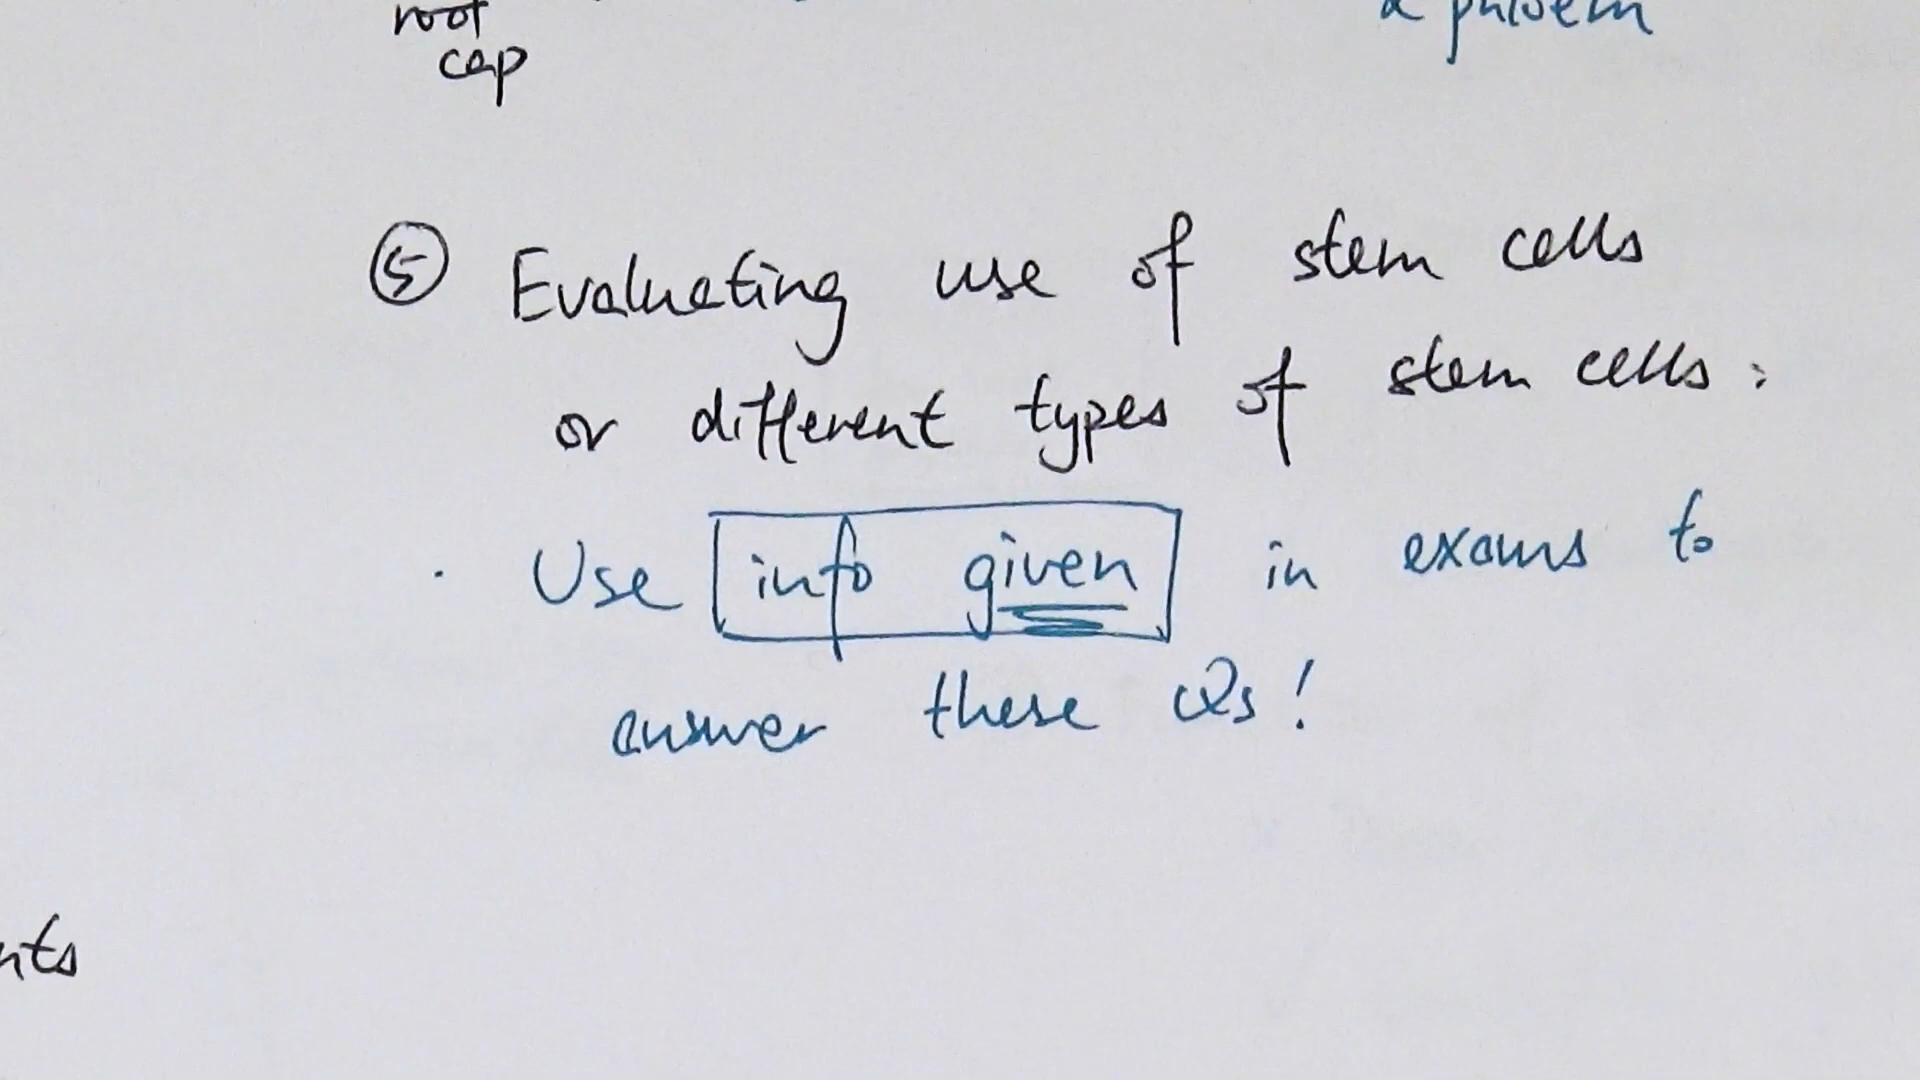 root
cap
& phloem
⑤ Evaluating use of stem cells
or different types of stem cells:
· Use info given in exams to
answer these Qs!
nts